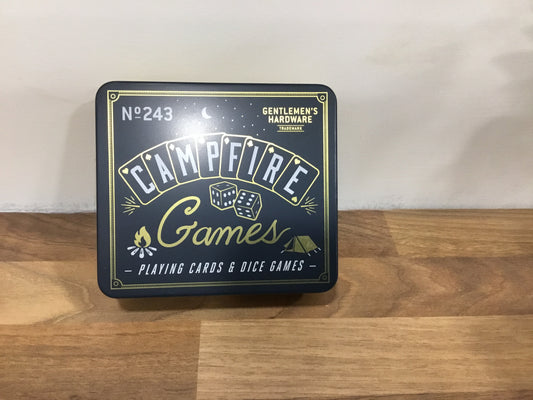 Nº243
GENTLEMEN'S
HARDWARE
TRADEMARK
CAMPFIRE
Games
– PLAYING CARDS & DICE GAMES –